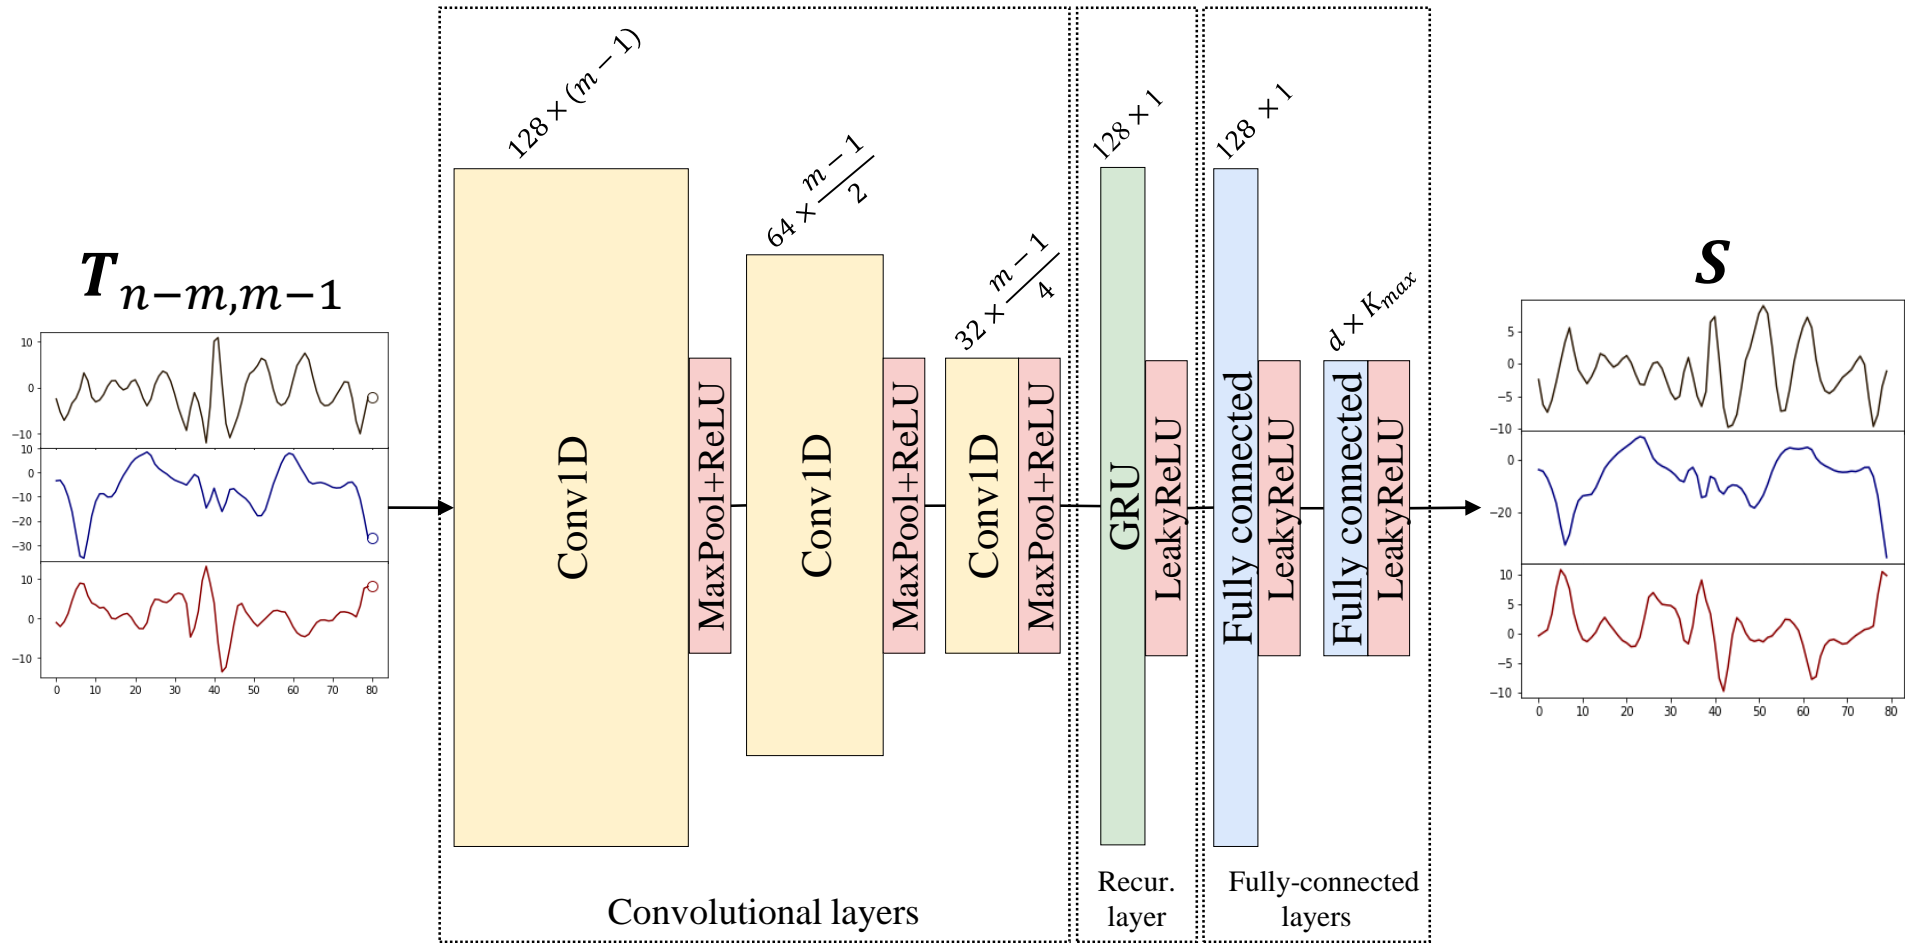 T n−m,m−1
10
0
−10
10
0
−10
−20
−30
10
0
−10
0 10 20 30 40 50 60 70 80
128 × (m − 1)
Conv1D
MaxPool+ReLU
64 × m − 1 / 2
Conv1D
MaxPool+ReLU
32 × m − 1 / 4
Conv1D
MaxPool+ReLU
Convolutional layers
128 × 1
GRU
LeakyReLU
Recur.
layer
128 × 1
Fully connected
LeakyReLU
d × Kmax
Fully connected
LeakyReLU
Fully-connected
layers
S
5
0
−5
−10
0
−20
10
5
0
−5
−10
0 10 20 30 40 50 60 70 80